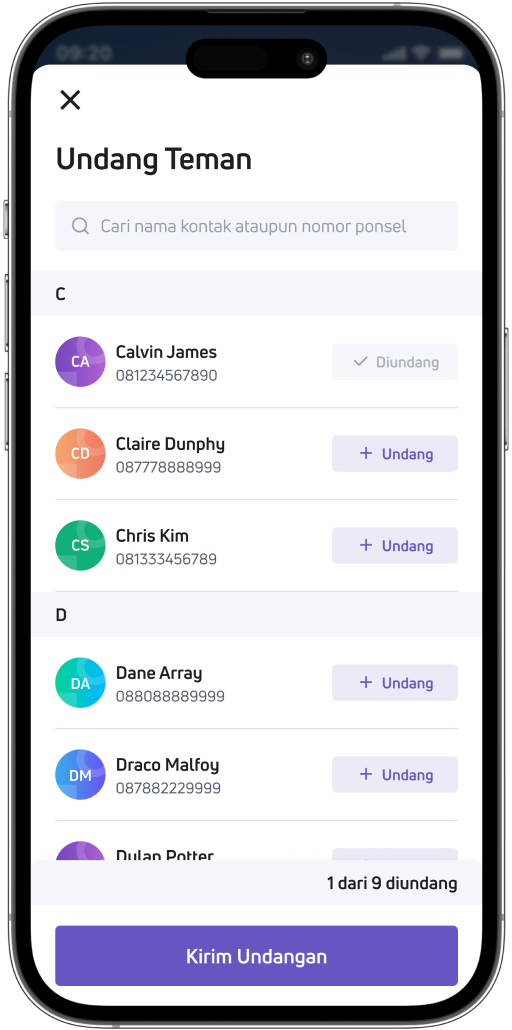 09:20
Undang Teman
Cari nama kontak ataupun nomor ponsel
C
CA
Calvin James
081234567890
Diundang
CD
Claire Dunphy
087778888999
Undang
CS
Chris Kim
081333456789
Undang
D
DA
Dane Array
088088889999
Undang
DM
Draco Malfoy
087882229999
Undang
Dylan Potter
1 dari 9 diundang
Kirim Undangan